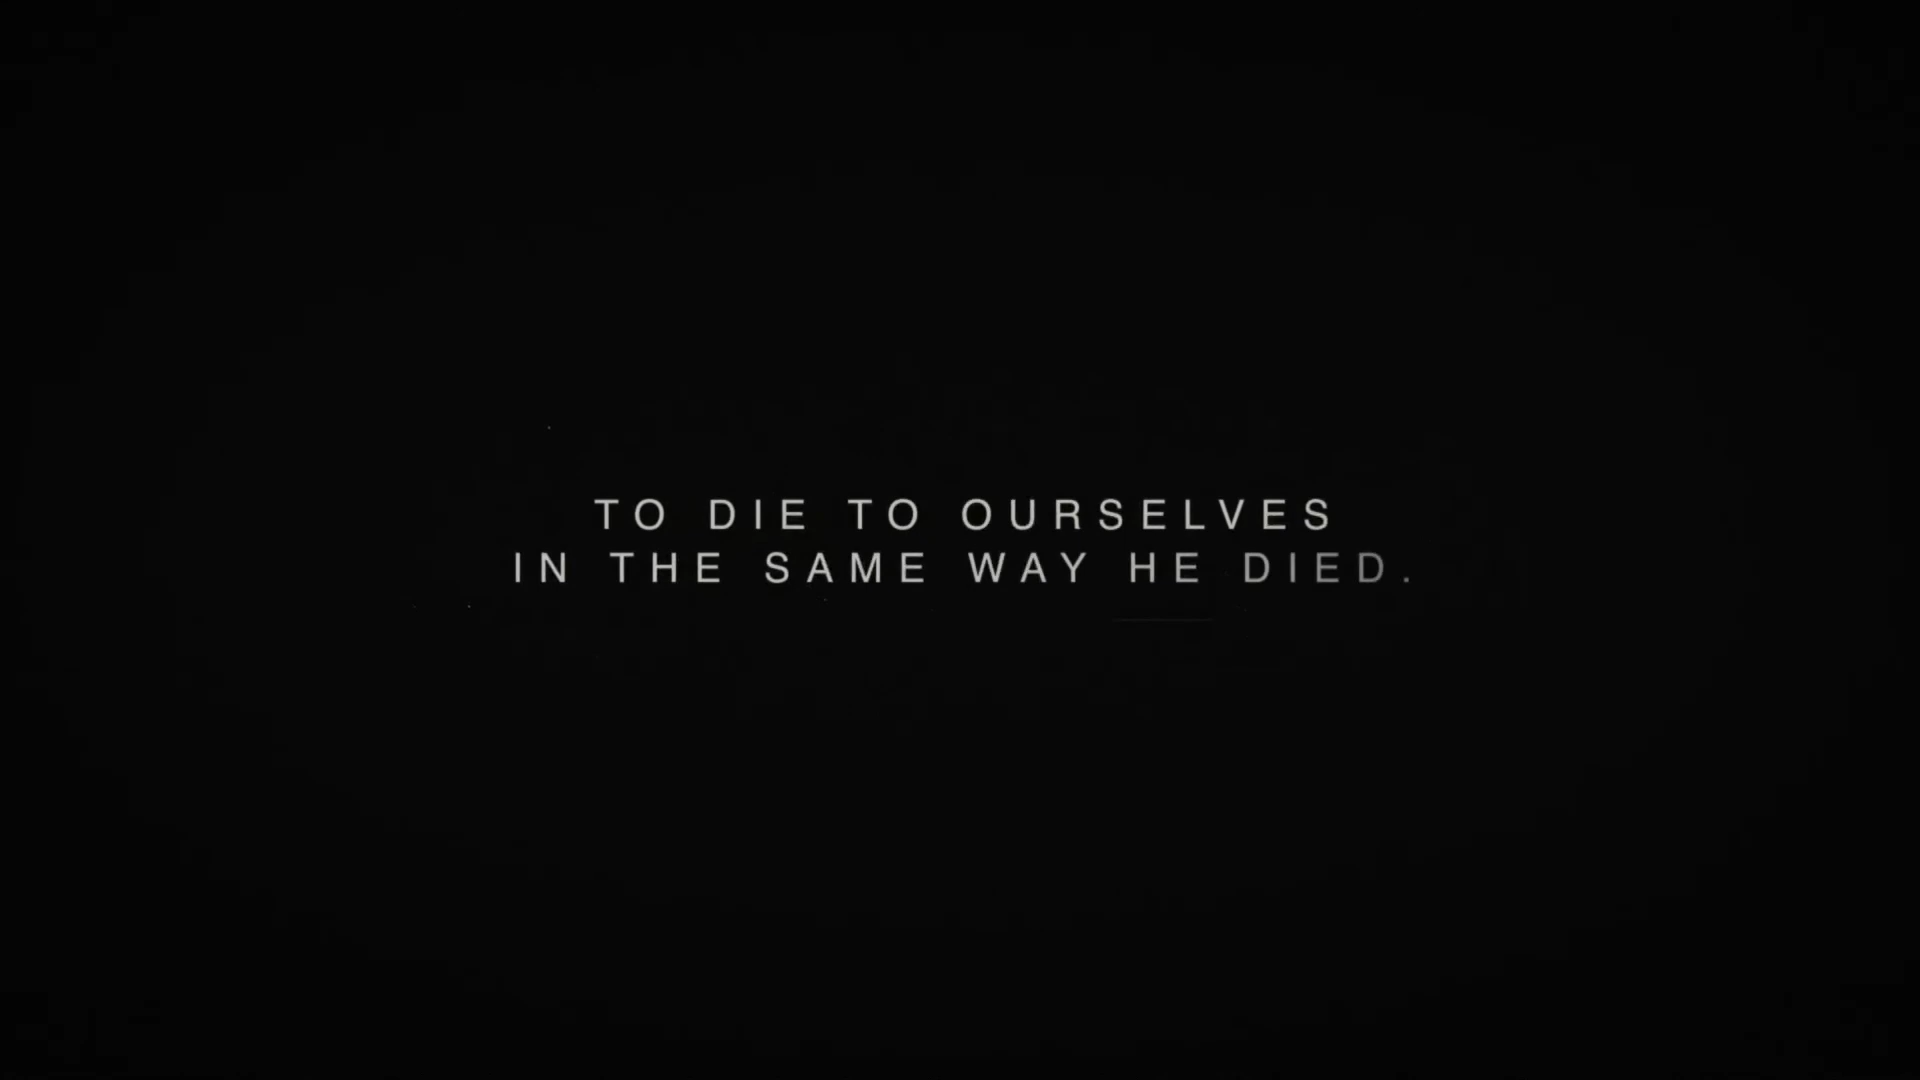 TO DIE TO OURSELVES
IN THE SAME WAY HE DIED.